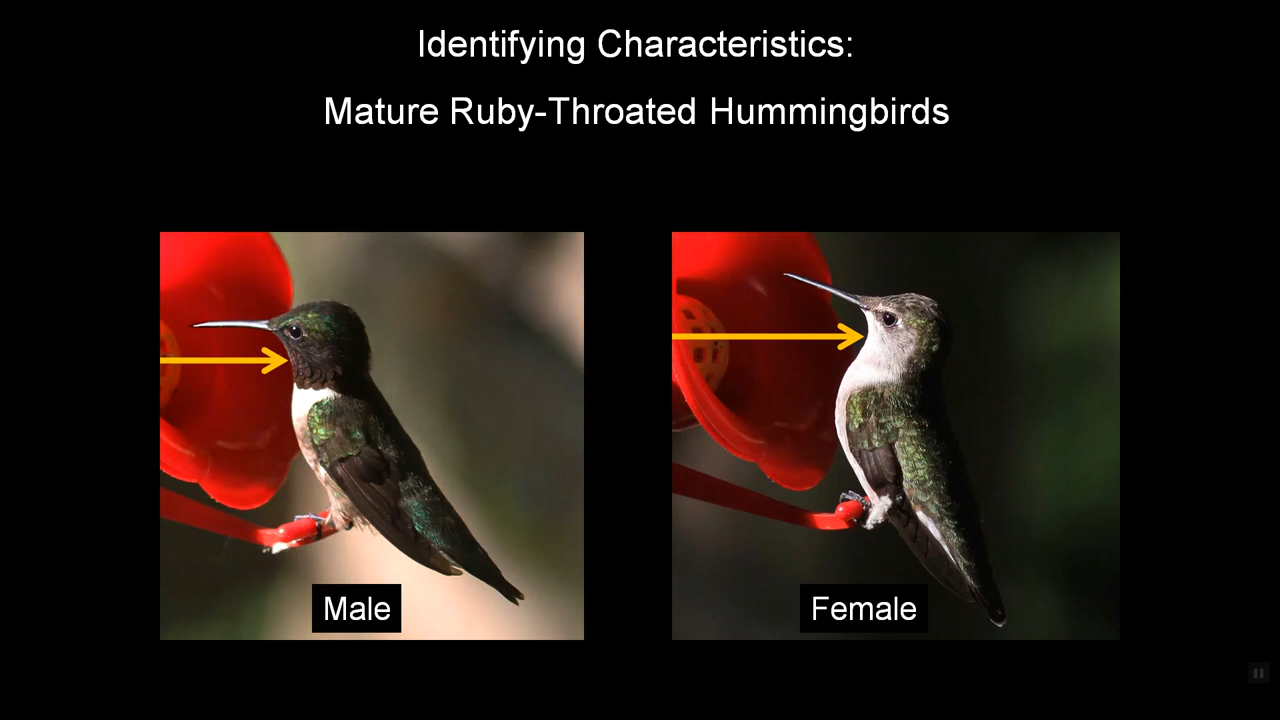 Identifying Characteristics:
Mature Ruby-Throated Hummingbirds
Male
Female